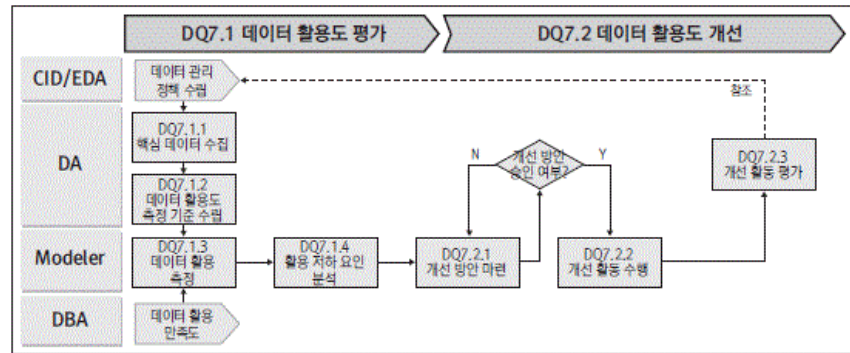 DQ7.1 데이터 활용도 평가
DQ7.2 데이터 활용도 개선
CID/EDA
데이터 관리
정책 수립
참조
DA
DQ7.1.1
핵심 데이터 수집
DQ7.1.2
데이터 활용도
측정 기준 수립
N
개선 방안
승인 여부?
Y
DQ7.2.3
개선 활동 평가
Modeler
DQ7.1.3
데이터 활용
측정
DQ7.1.4
활용 저하 요인
분석
DQ7.2.1
개선 방안 마련
DQ7.2.2
개선 활동 수행
DBA
데이터 활용
만족도